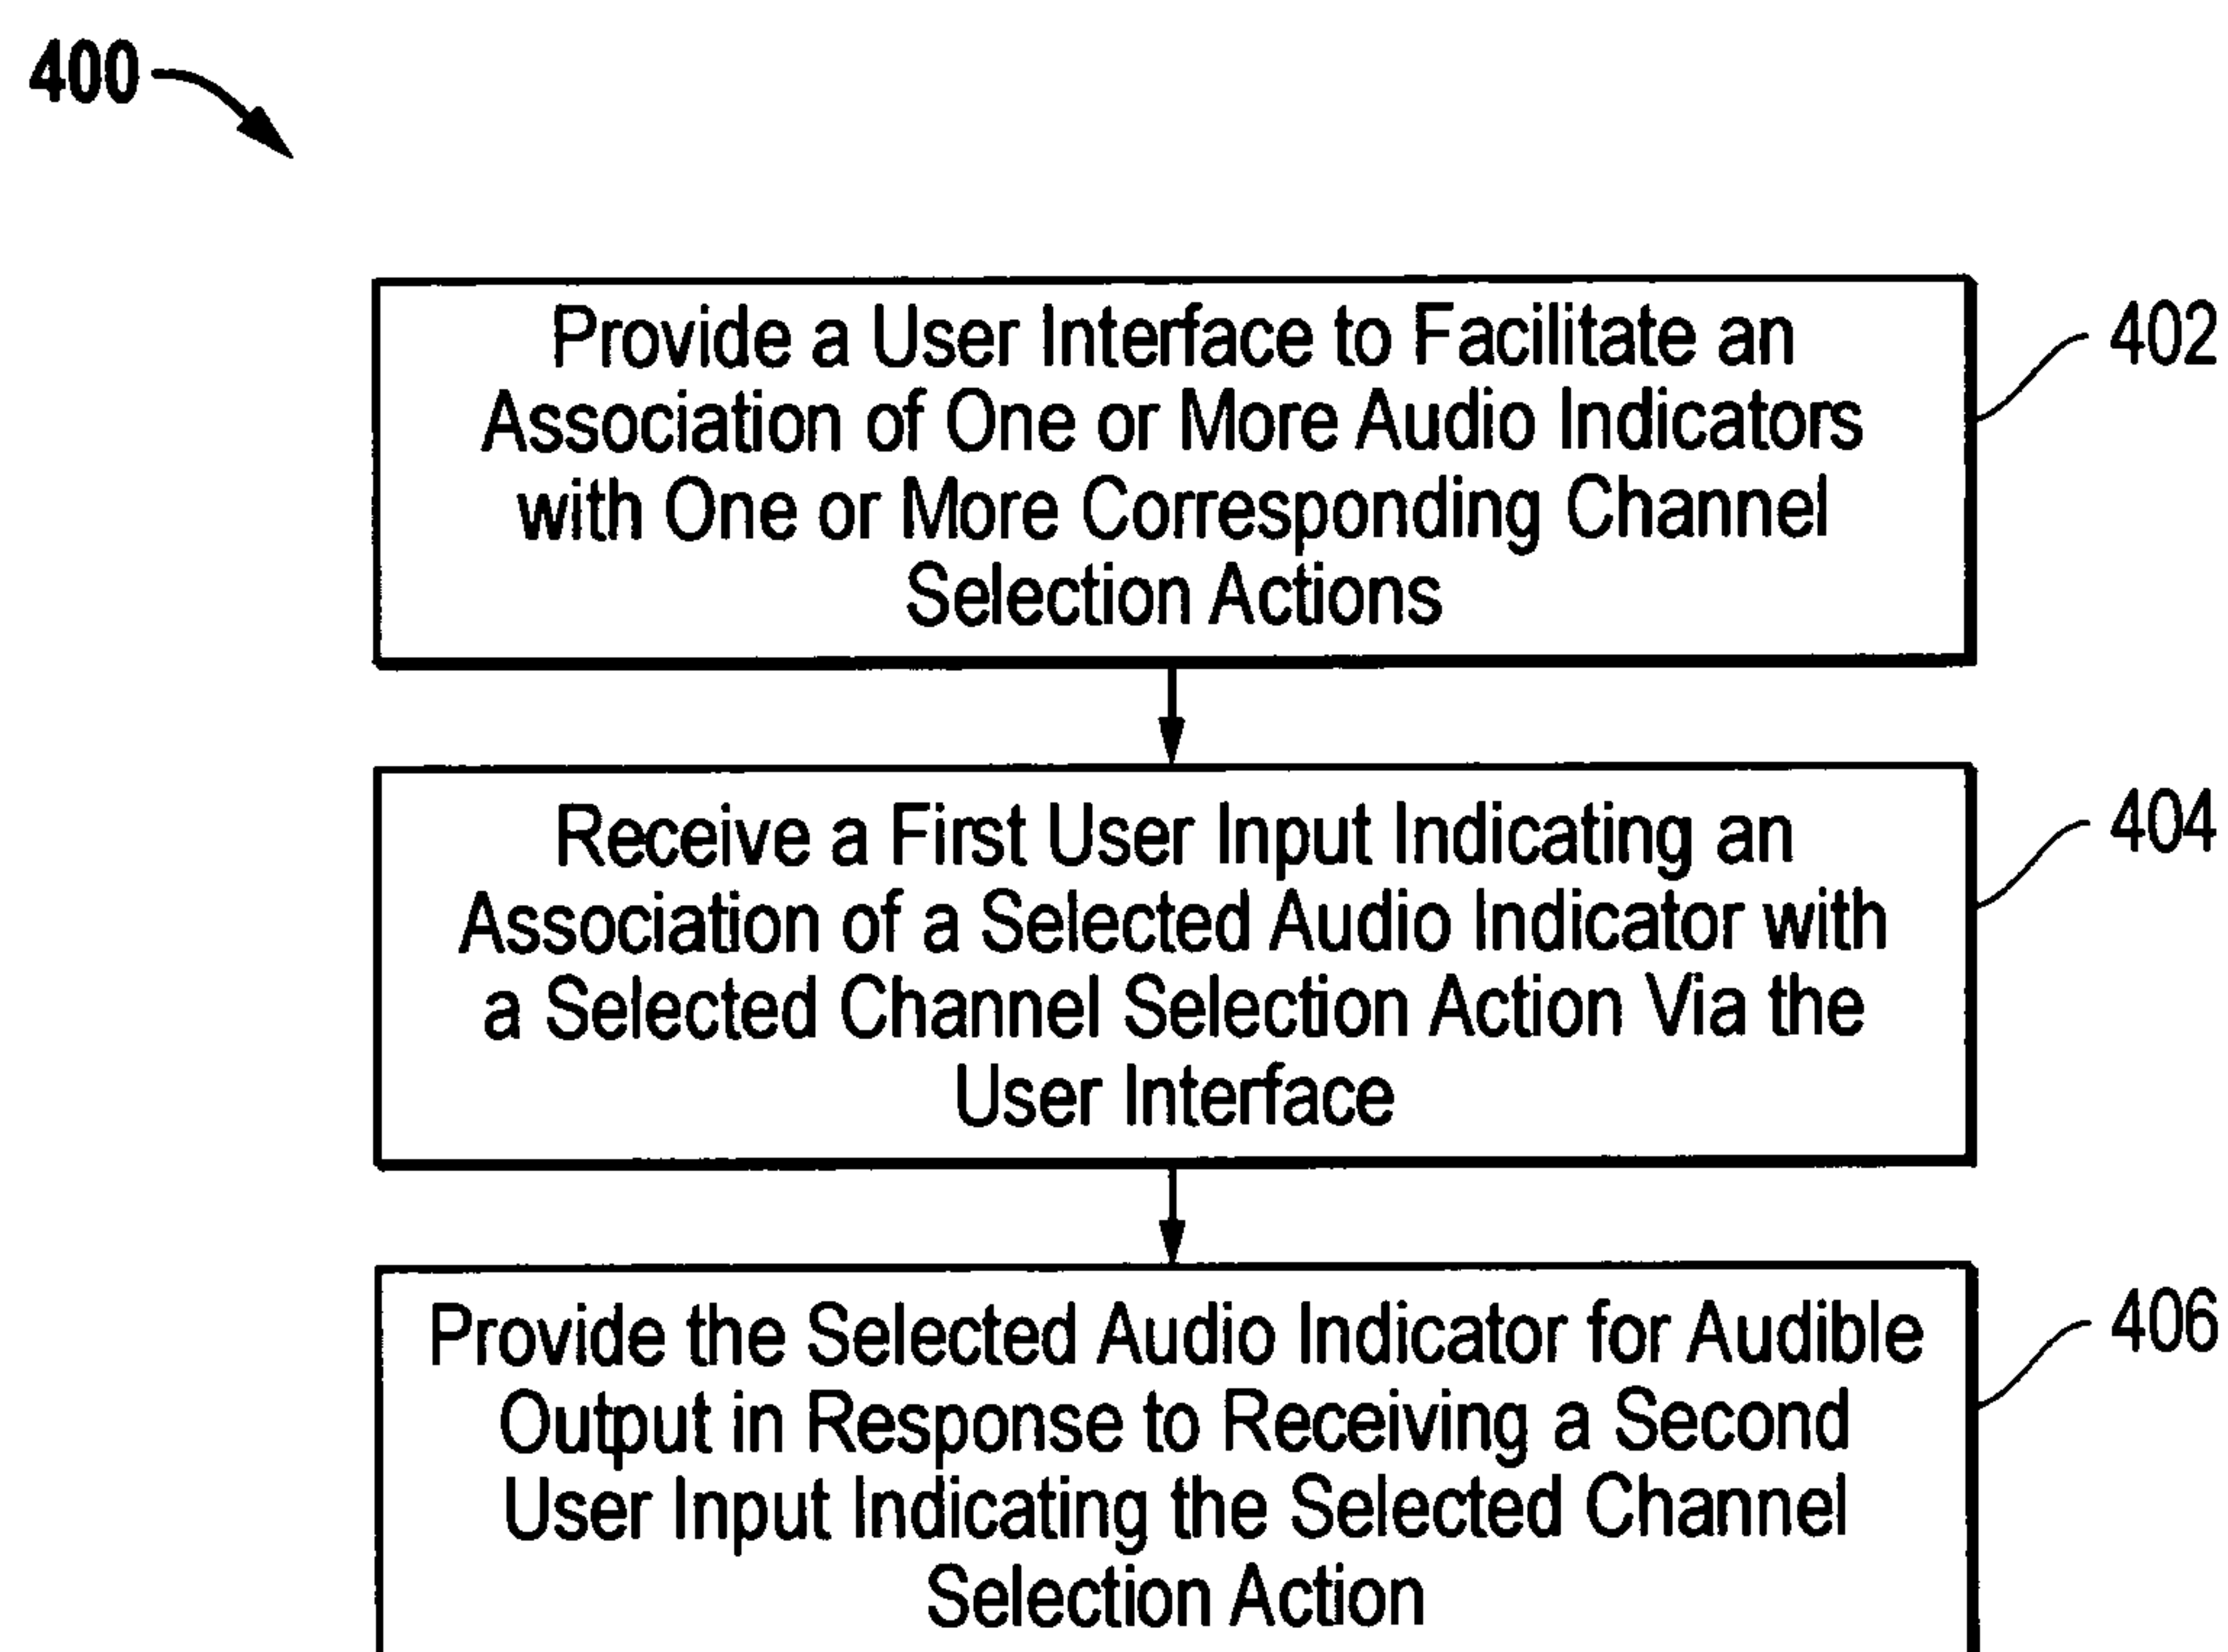 400
Provide a User Interface to Facilitate an
Association of One or More Audio Indicators
with One or More Corresponding Channel
Selection Actions
402
Receive a First User Input Indicating an
Association of a Selected Audio Indicator with
a Selected Channel Selection Action Via the
User Interface
404
Provide the Selected Audio Indicator for Audible
Output in Response to Receiving a Second
User Input Indicating the Selected Channel
Selection Action
406